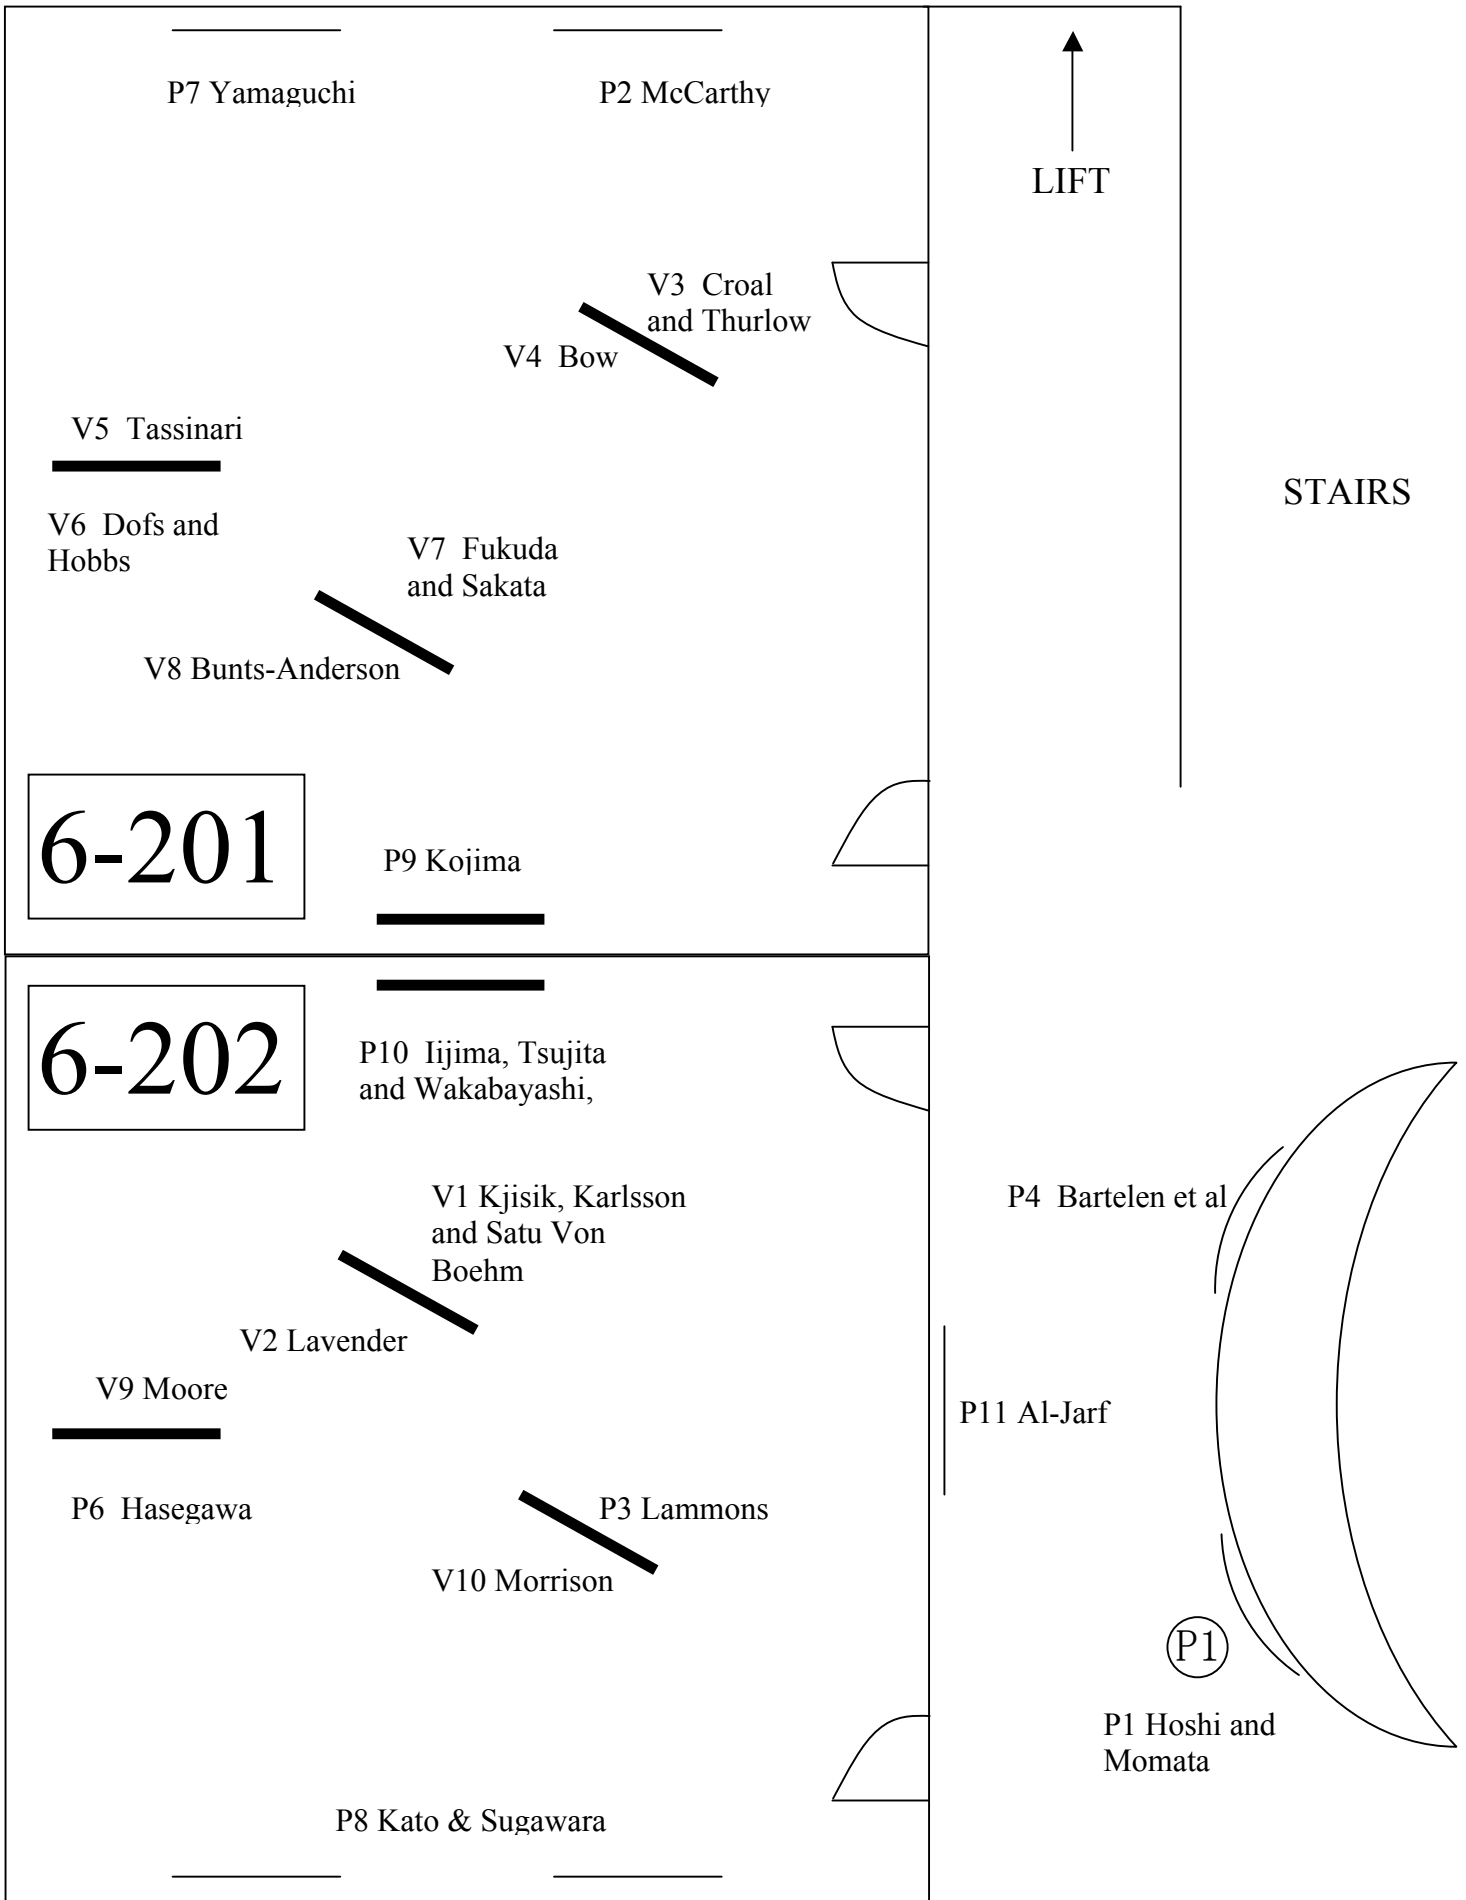 P7 Yamaguchi
P2 McCarthy
LIFT
V3 Croal
and Thurlow
V4 Bow
V5 Tassinari
STAIRS
V6 Dofs and
Hobbs
V7 Fukuda
and Sakata
V8 Bunts-Anderson
6-201
P9 Kojima
6-202
P10 Iijima, Tsujita
and Wakabayashi,
V1 Kjisik, Karlsson
and Satu Von
Boehm
P4 Bartelen et al
V2 Lavender
V9 Moore
P11 Al-Jarf
P6 Hasegawa
P3 Lammons
V10 Morrison
P1
P1 Hoshi and
Momata
P8 Kato & Sugawara